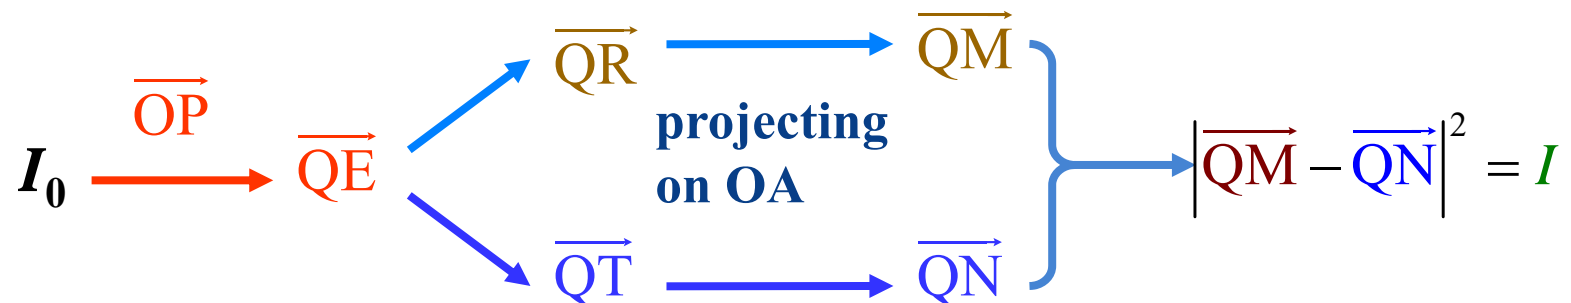 I₀
OP
QE
QR
QM
projecting
on OA
QT
QN
|QM − QN|² = I